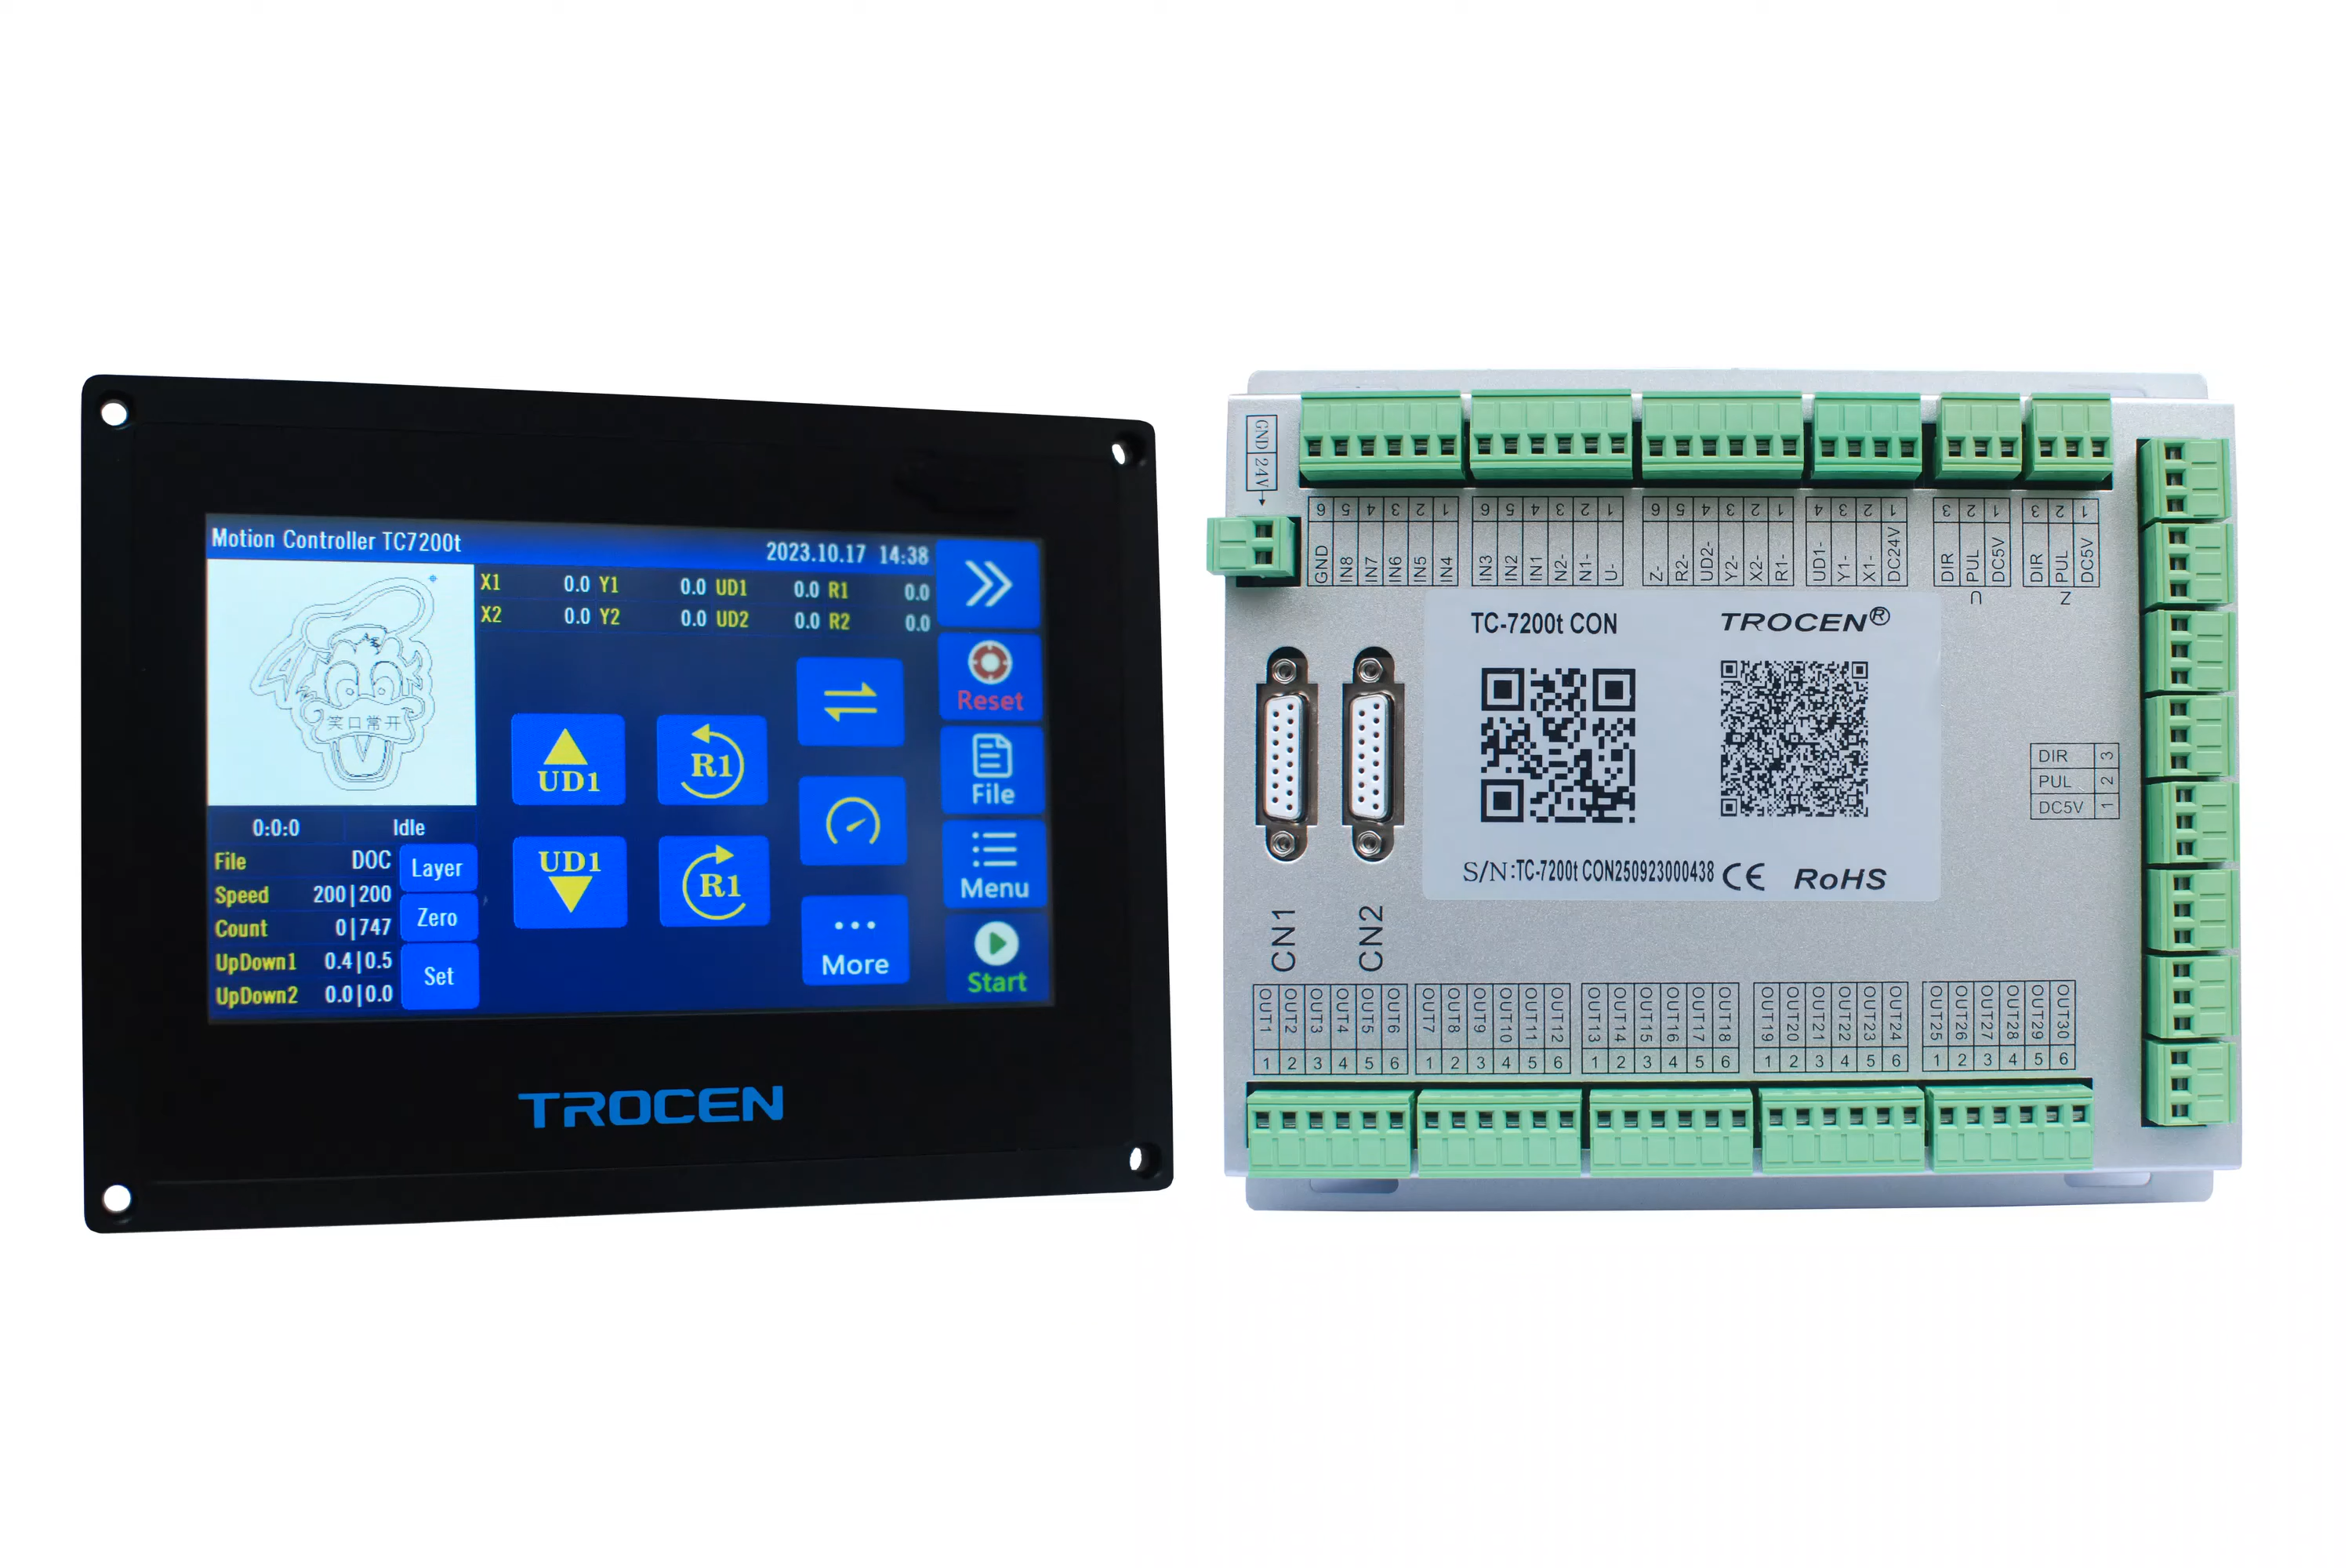 Motion Controller TC7200t
2023.10.17 14:38
X1 0.0 Y1 0.0 UD1 0.0 R1 0.0
X2 0.0 Y2 0.0 UD2 0.0 R2 0.0
笑口常开
0:0:0 Idle
File DOC
Speed 200|200
Count 0|747
UpDown1 0.4|0.5
UpDown2 0.0|0.0
Layer
Zero
Set
UD1
R1
UD1
R1
More
Reset
File
Menu
Start
TROCEN
GND 24V
6 5 4 3 2 1
GND IN8 IN7 IN6 IN5 IN4
6 5 4 3 2 1
IN3 IN2 IN1 N2- N1- U-
6 5 4 3 2 1
Z- R2- UD2- Y2- X2- R1-
4 3 2 1
UD1- Y1- X1- DC24V
3 2 1
DIR PUL DC5V
U
3 2 1
DIR PUL DC5V
Z
TC-7200t CON
TROCEN®
S/N:TC-7200t CON250923000438 CE RoHS
DIR 3
PUL 2
DC5V 1
CN1
CN2
OUT1 OUT2 OUT3 OUT4 OUT5 OUT6
1 2 3 4 5 6
OUT7 OUT8 OUT9 OUT10 OUT11 OUT12
1 2 3 4 5 6
OUT13 OUT14 OUT15 OUT16 OUT17 OUT18
1 2 3 4 5 6
OUT19 OUT20 OUT21 OUT22 OUT23 OUT24
1 2 3 4 5 6
OUT25 OUT26 OUT27 OUT28 OUT29 OUT30
1 2 3 4 5 6